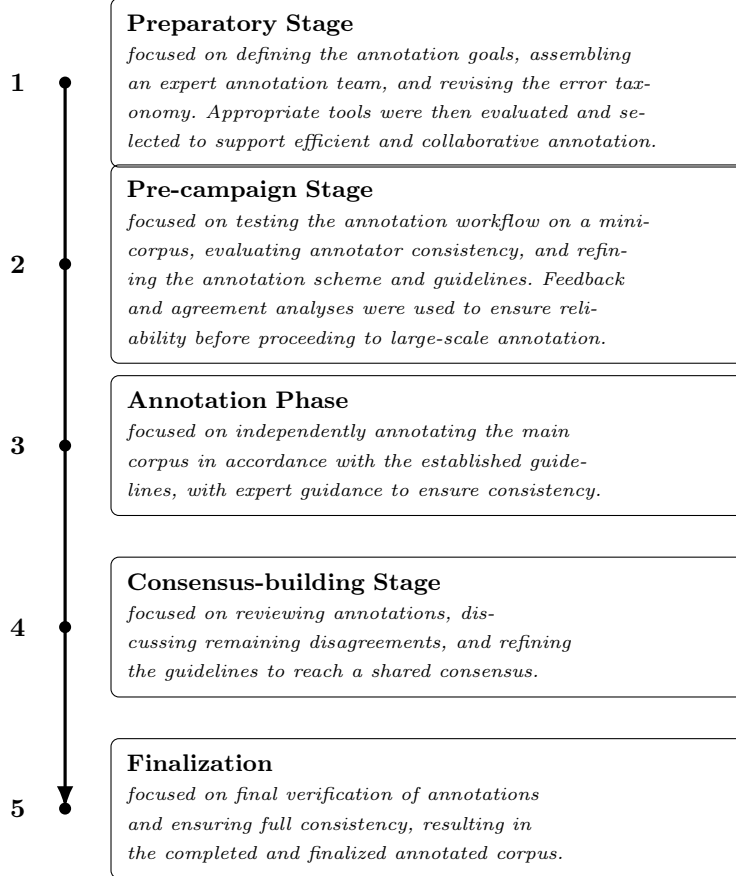 Preparatory Stage
focused on defining the annotation goals, assembling
1
an expert annotation team, and revising the error tax-
onomy. Appropriate tools were then evaluated and se-
lected to support efficient and collaborative annotation.
Pre-campaign Stage
focused on testing the annotation workflow on a mini-
corpus, evaluating annotator consistency, and refin-
2
ing the annotation scheme and guidelines. Feedback
and agreement analyses were used to ensure reli-
ability before proceeding to large-scale annotation.
Annotation Phase
focused on independently annotating the main
3
corpus in accordance with the established guide-
lines, with expert guidance to ensure consistency.
Consensus-building Stage
focused on reviewing annotations, dis-
4
cussing remaining disagreements, and refining
the guidelines to reach a shared consensus.
Finalization
focused on final verification of annotations
5
and ensuring full consistency, resulting in
the completed and finalized annotated corpus.